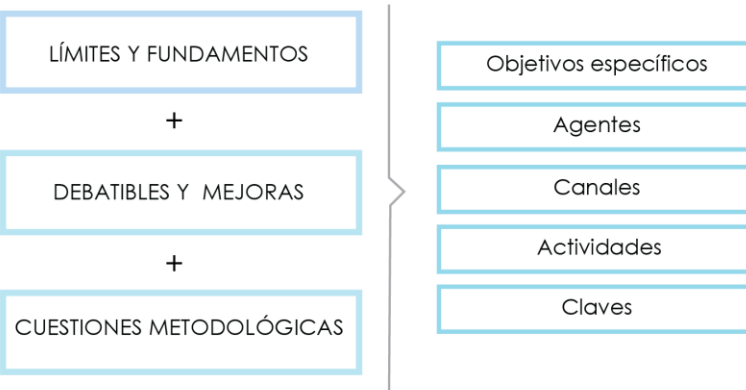 LÍMITES Y FUNDAMENTOS
+
DEBATIBLES Y MEJORAS
+
CUESTIONES METODOLÓGICAS
Objetivos específicos
Agentes
Canales
Actividades
Claves